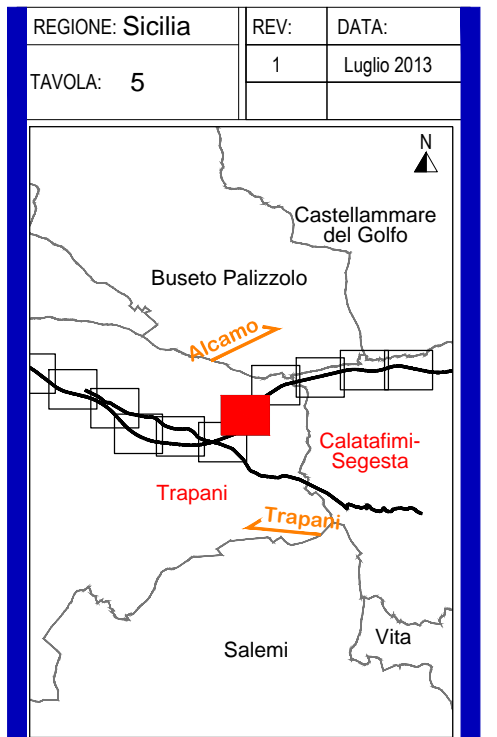 REGIONE: Sicilia
REV:
DATA:
TAVOLA: 5
1
Luglio 2013
N
Castellammare
del Golfo
Buseto Palizzolo
Alcamo
Calatafimi-
Segesta
Trapani
Trapani
Salemi
Vita